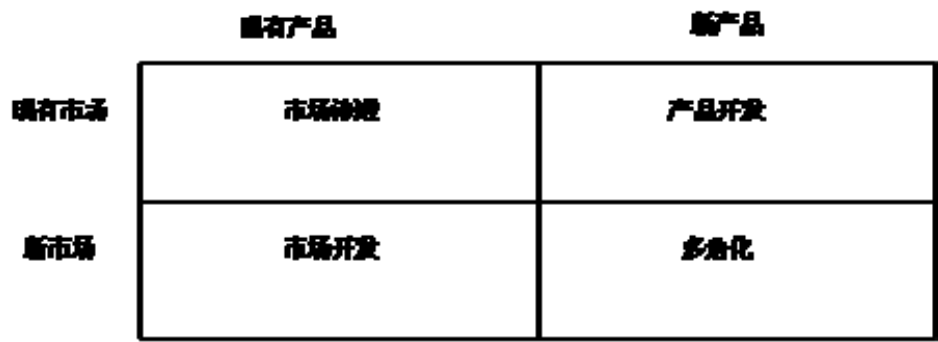 现有产品 新产品
现有市场 市场渗透 产品开发
新市场 市场开发 多角化